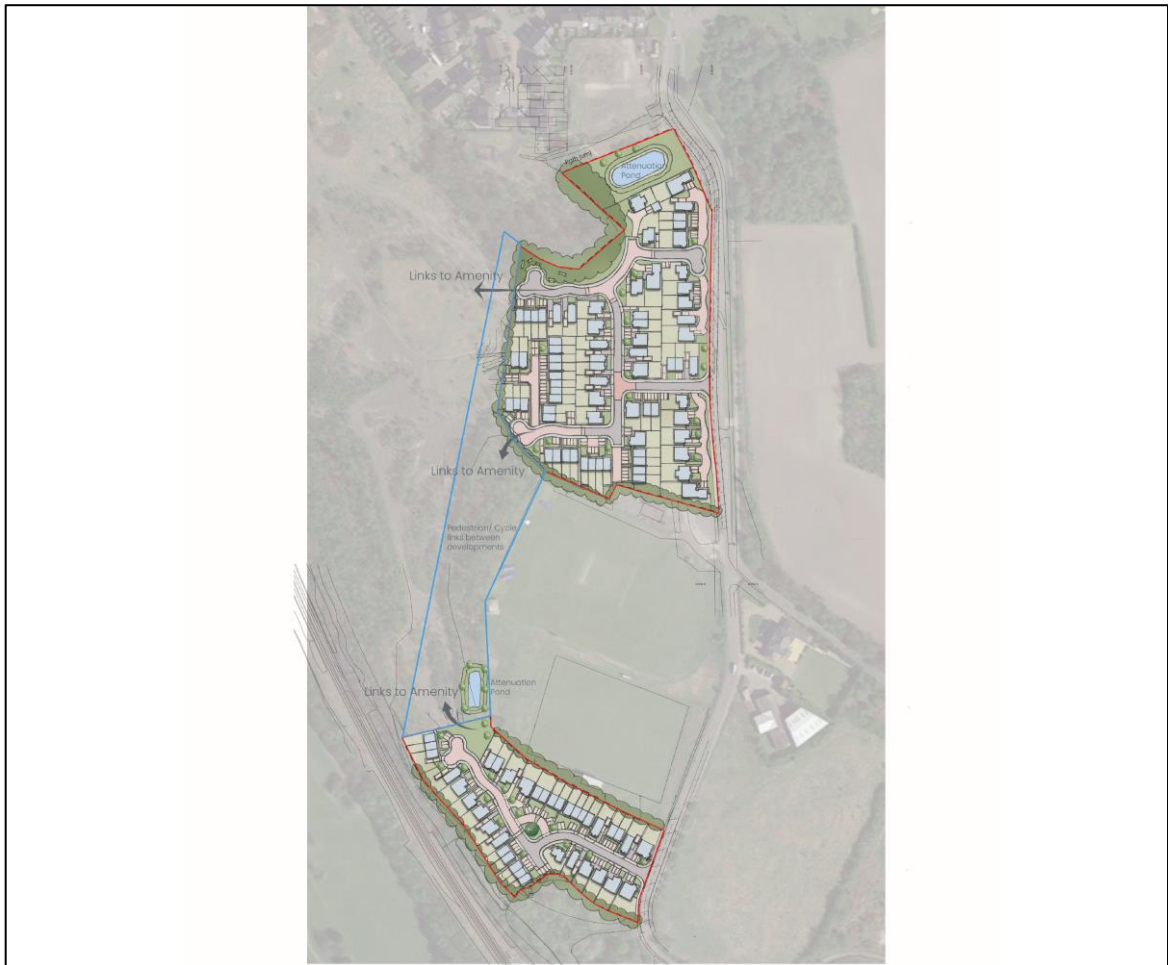 Attenuation
Pond
Links to Amenity
Links to Amenity
Pedestrian/ Cycle
links between
developments
Links to Amenity
Attenuation
Pond